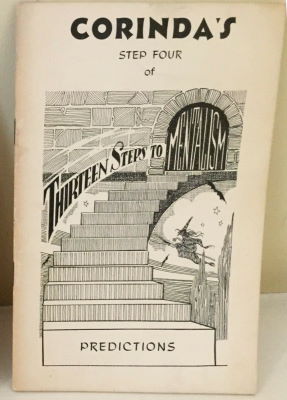 CORINDA'S
STEP FOUR
of
THIRTEEN STEPS TO
MENTALISM
PREDICTIONS